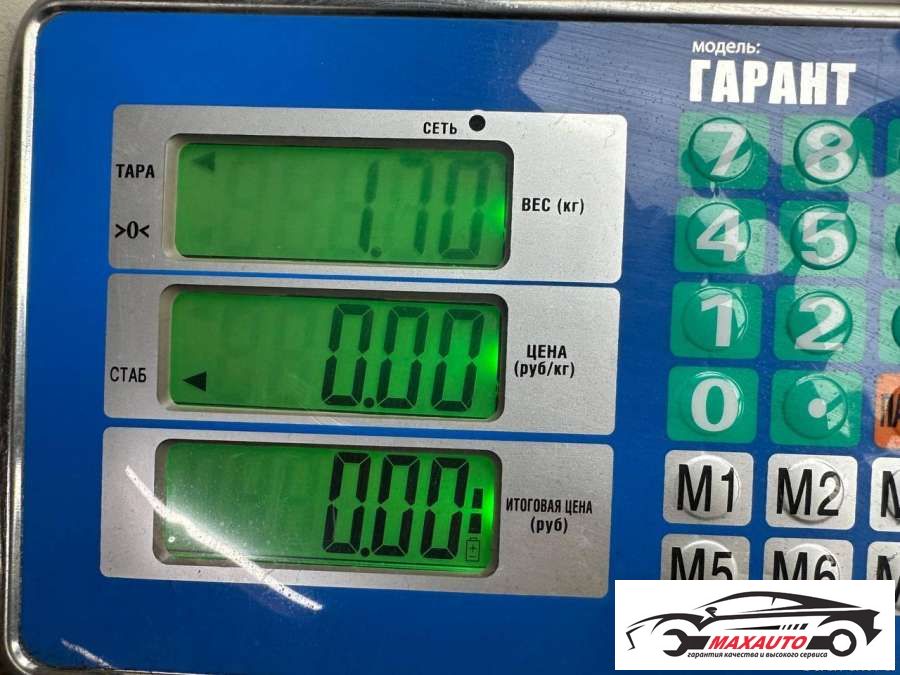 модель:
ГАРАНТ
СЕТЬ
ТАРА
>0<
1.70
ВЕС (кг)
СТАБ
0.00
ЦЕНА
(руб/кг)
0.00
ИТОГОВАЯ ЦЕНА
(руб)
7 8
4 5
1 2
0 .
M1 M2
M5 M6
MAXAUTO
гарантия качества и высокого сервиса